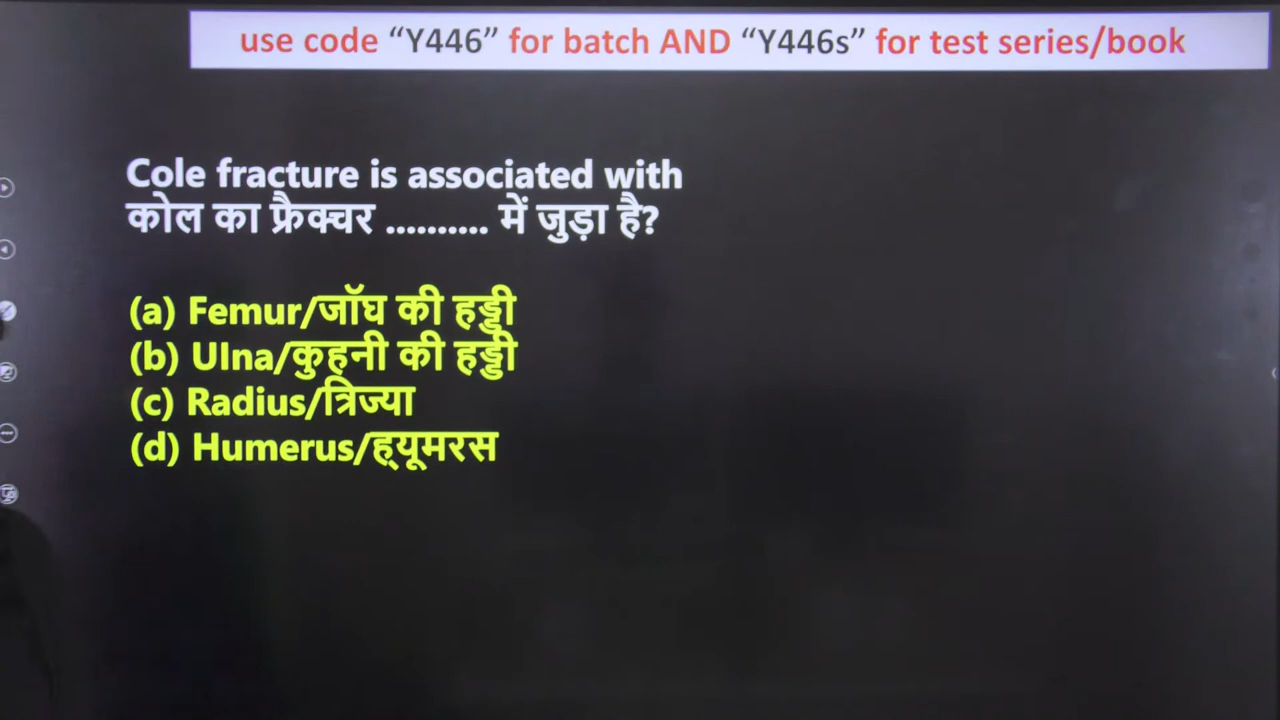 use code “Y446” for batch AND “Y446s” for test series/book
Cole fracture is associated with
कोल का फ्रैक्चर .......... में जुड़ा है?
(a) Femur/जॉघ की हड्डी
(b) Ulna/कुहनी की हड्डी
(c) Radius/त्रिज्या
(d) Humerus/ह्यूमरस